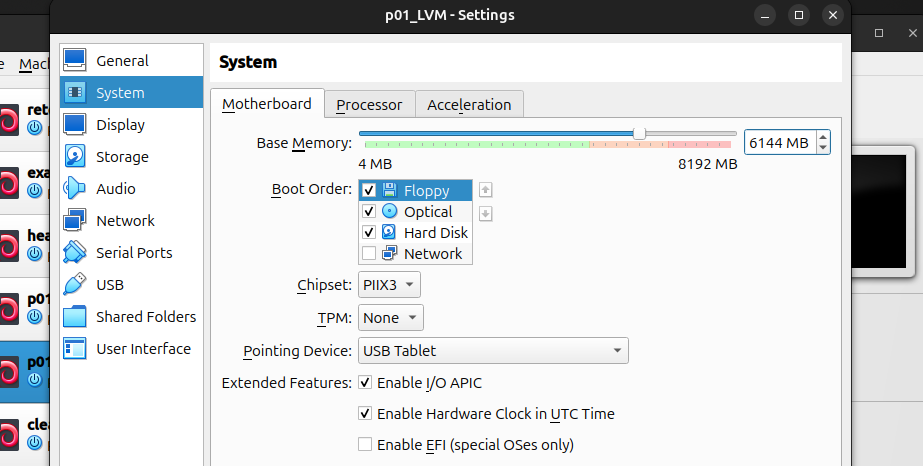 p01_LVM - Settings
e Mac
General
System
Display
Storage
Audio
Network
Serial Ports
USB
Shared Folders
User Interface
ret
exa
hea
p01
p01
clea
System
Motherboard Processor Acceleration
Base Memory: 6144 MB
4 MB 8192 MB
Boot Order: Floppy
Optical
Hard Disk
Network
Chipset: PIIX3
TPM: None
Pointing Device: USB Tablet
Extended Features: Enable I/O APIC
Enable Hardware Clock in UTC Time
Enable EFI (special OSes only)